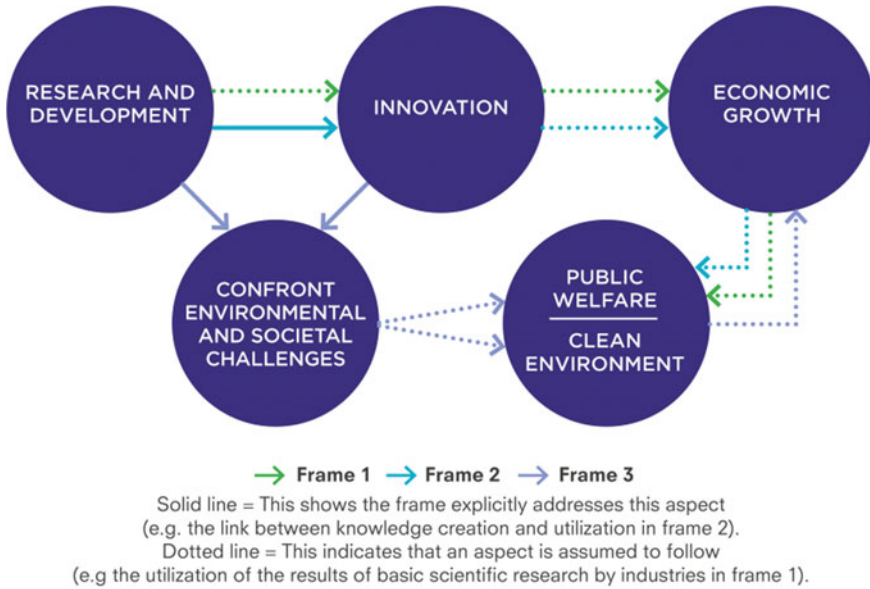 RESEARCH AND
DEVELOPMENT
INNOVATION
ECONOMIC
GROWTH
CONFRONT
ENVIRONMENTAL
AND SOCIETAL
CHALLENGES
PUBLIC
WELFARE
CLEAN
ENVIRONMENT
Frame 1 Frame 2 Frame 3
Solid line = This shows the frame explicitly addresses this aspect
(e.g. the link between knowledge creation and utilization in frame 2).
Dotted line = This indicates that an aspect is assumed to follow
(e.g the utilization of the results of basic scientific research by industries in frame 1).